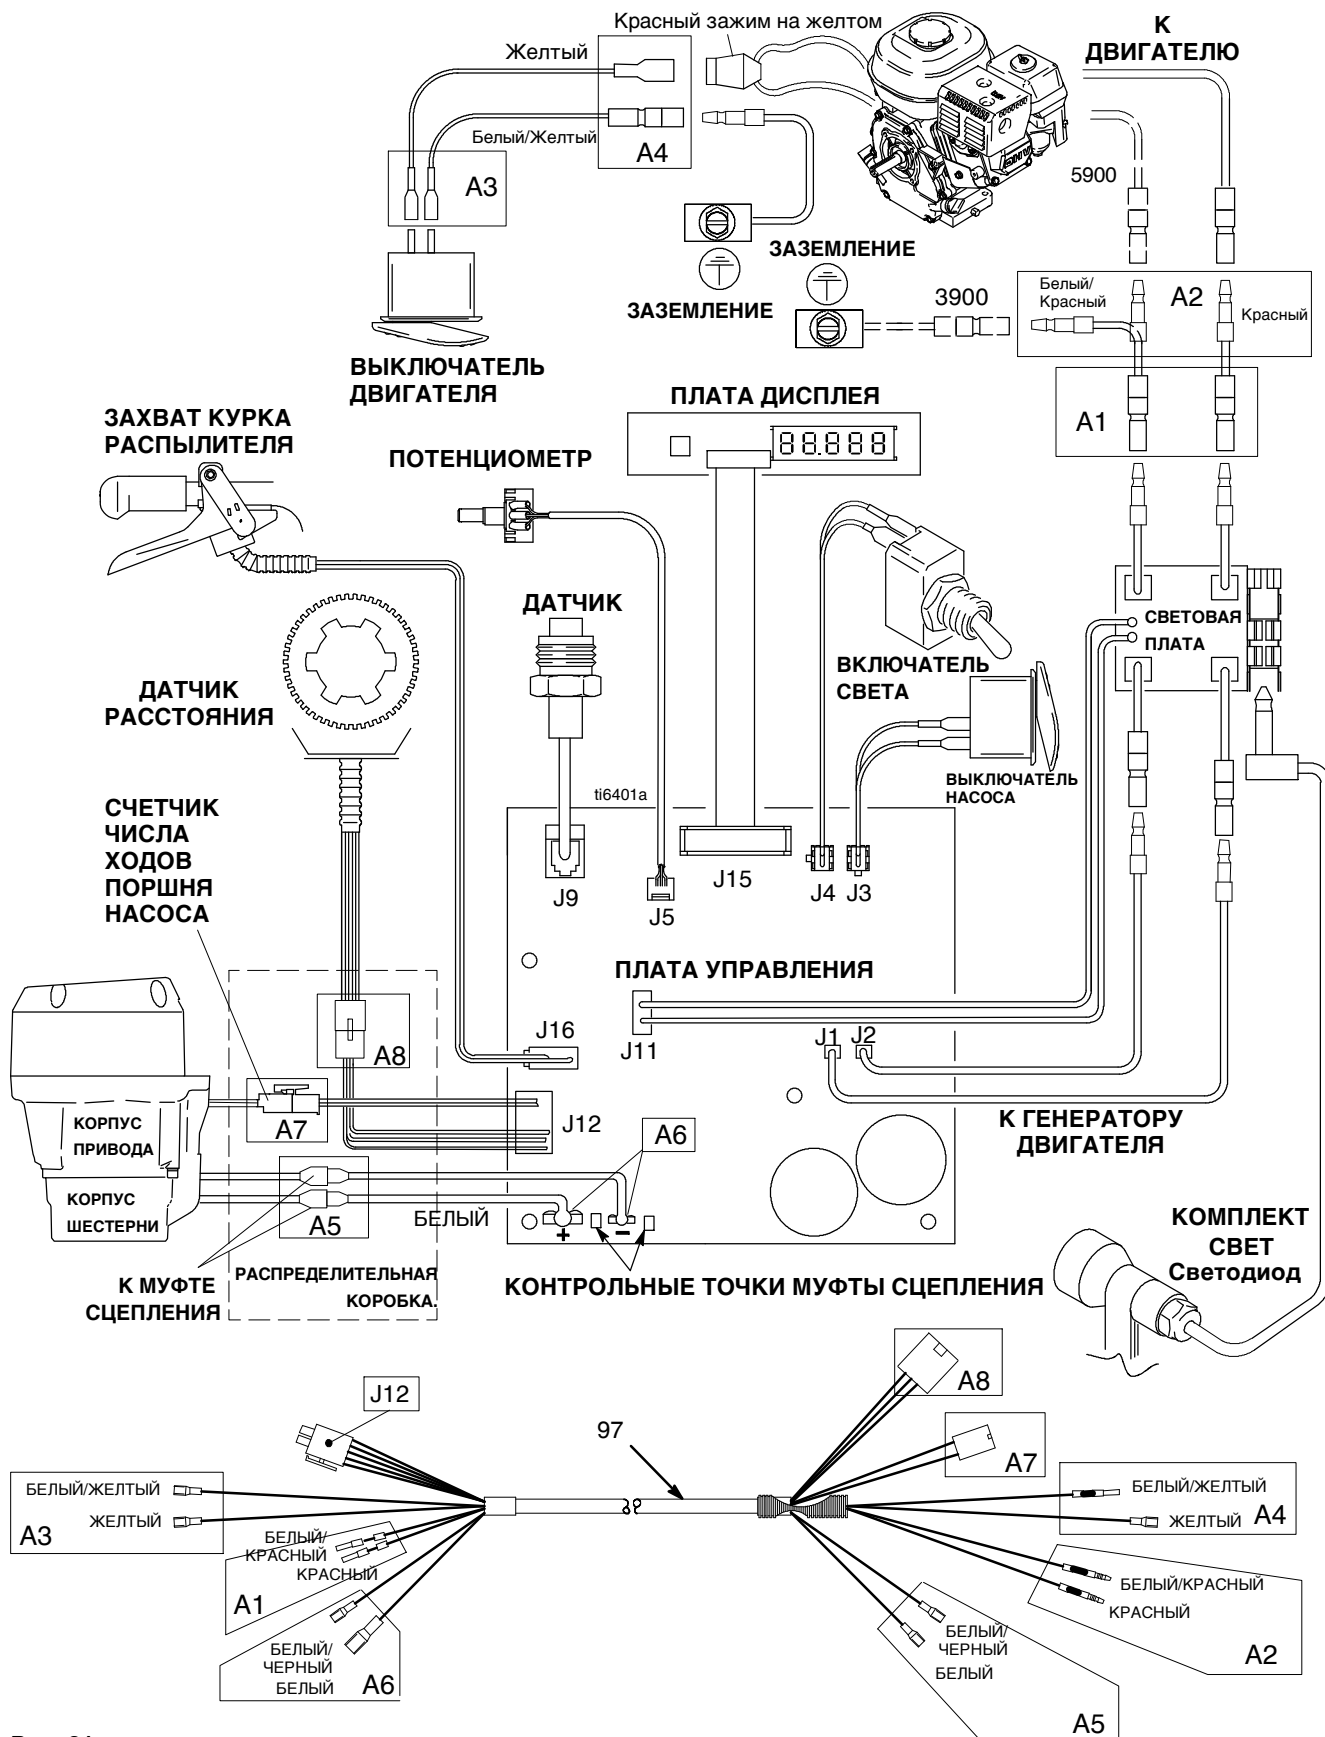 Красный зажим на желтом
К
ДВИГАТЕЛЮ
Желтый
Белый/Желтый
A4
A3
5900
ЗАЗЕМЛЕНИЕ
ЗАЗЕМЛЕНИЕ
3900
Белый/
Красный
A2
Красный
ВЫКЛЮЧАТЕЛЬ
ДВИГАТЕЛЯ
ПЛАТА ДИСПЛЕЯ
88.888
A1
ЗАХВАТ КУРКА
РАСПЫЛИТЕЛЯ
ПОТЕНЦИОМЕТР
ДАТЧИК
СВЕТОВАЯ
ПЛАТА
ВКЛЮЧАТЕЛЬ
СВЕТА
ДАТЧИК
РАССТОЯНИЯ
ВЫКЛЮЧАТЕЛЬ
НАСОСА
ti6401a
СЧЕТЧИК
ЧИСЛА
ХОДОВ
ПОРШНЯ
НАСОСА
J9
J5
J15
J4
J3
ПЛАТА УПРАВЛЕНИЯ
J16
J11
J1
J2
A8
A7
J12
A6
КОРПУС
ПРИВОДА
К ГЕНЕРАТОРУ
ДВИГАТЕЛЯ
КОРПУС
ШЕСТЕРНИ
A5
БЕЛЫЙ
+
−
К МУФТЕ
СЦЕПЛЕНИЯ
РАСПРЕДЕЛИТЕЛЬНАЯ
КОРОБКА.
КОНТРОЛЬНЫЕ ТОЧКИ МУФТЫ СЦЕПЛЕНИЯ
КОМПЛЕКТ
СВЕТ
Светодиод
J12
97
A8
A7
БЕЛЫЙ/ЖЕЛТЫЙ
ЖЕЛТЫЙ
A3
БЕЛЫЙ/
КРАСНЫЙ
КРАСНЫЙ
A1
БЕЛЫЙ/
ЧЕРНЫЙ
БЕЛЫЙ
A6
БЕЛЫЙ/ЖЕЛТЫЙ
ЖЕЛТЫЙ
A4
БЕЛЫЙ/КРАСНЫЙ
КРАСНЫЙ
A2
БЕЛЫЙ/
ЧЕРНЫЙ
БЕЛЫЙ
A5